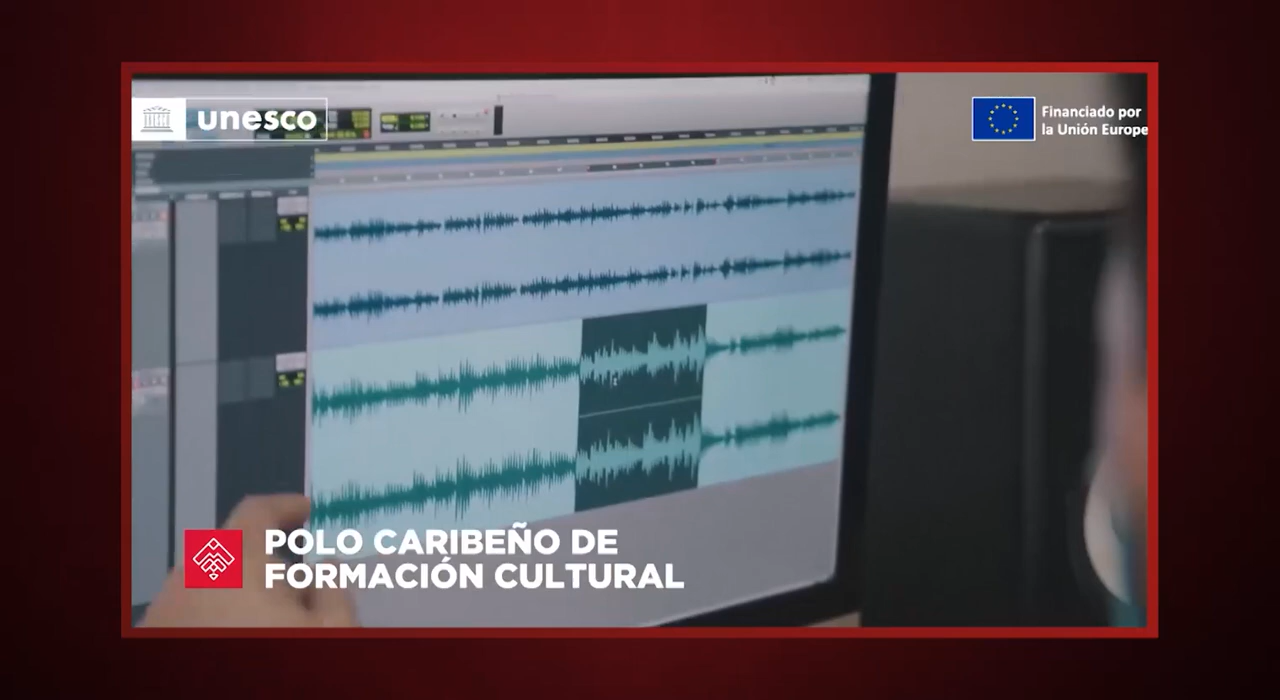 unesco
Financiado por
la Unión Europe
POLO CARIBEÑO DE
FORMACIÓN CULTURAL